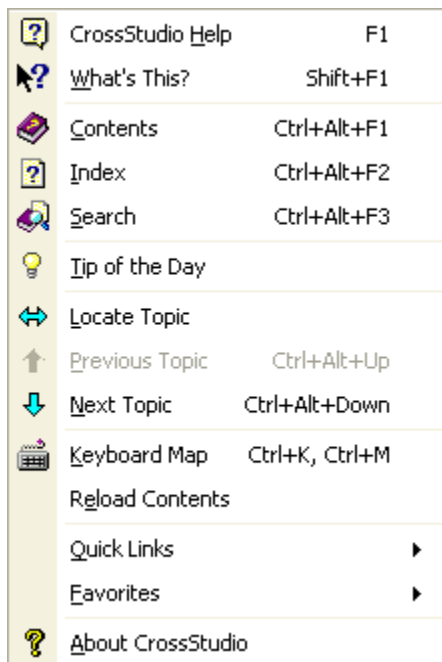 CrossStudio Help F1
What's This? Shift+F1
Contents Ctrl+Alt+F1
Index Ctrl+Alt+F2
Search Ctrl+Alt+F3
Tip of the Day
Locate Topic
Previous Topic Ctrl+Alt+Up
Next Topic Ctrl+Alt+Down
Keyboard Map Ctrl+K, Ctrl+M
Reload Contents
Quick Links
Favorites
About CrossStudio